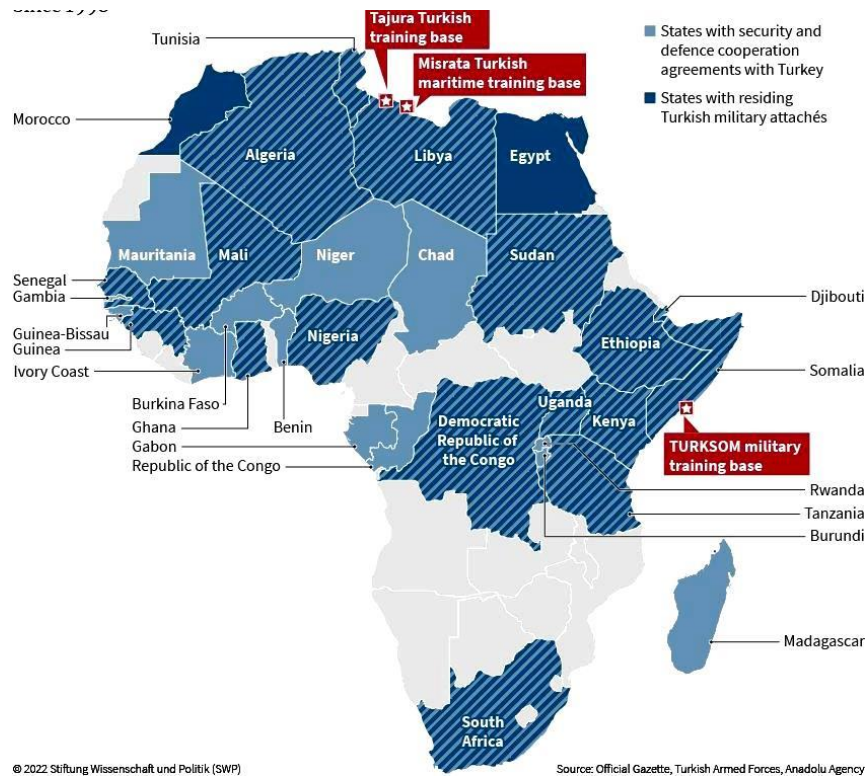 Since 1998
Tajura Turkish
training base
Tunisia
Misrata Turkish
maritime training base
States with security and
defence cooperation
agreements with Turkey
States with residing
Turkish military attachés
Morocco
Algeria
Libya
Egypt
Mauritania
Mali
Niger
Chad
Sudan
Senegal
Gambia
Guinea-Bissau
Guinea
Ivory Coast
Nigeria
Djibouti
Ethiopia
Somalia
Burkina Faso
Ghana
Benin
Gabon
Republic of the Congo
Democratic
Republic of
the Congo
Uganda
Kenya
TURKSOM military
training base
Rwanda
Tanzania
Burundi
Madagascar
South
Africa
© 2022 Stiftung Wissenschaft und Politik (SWP)
Source: Official Gazette, Turkish Armed Forces, Anadolu Agency